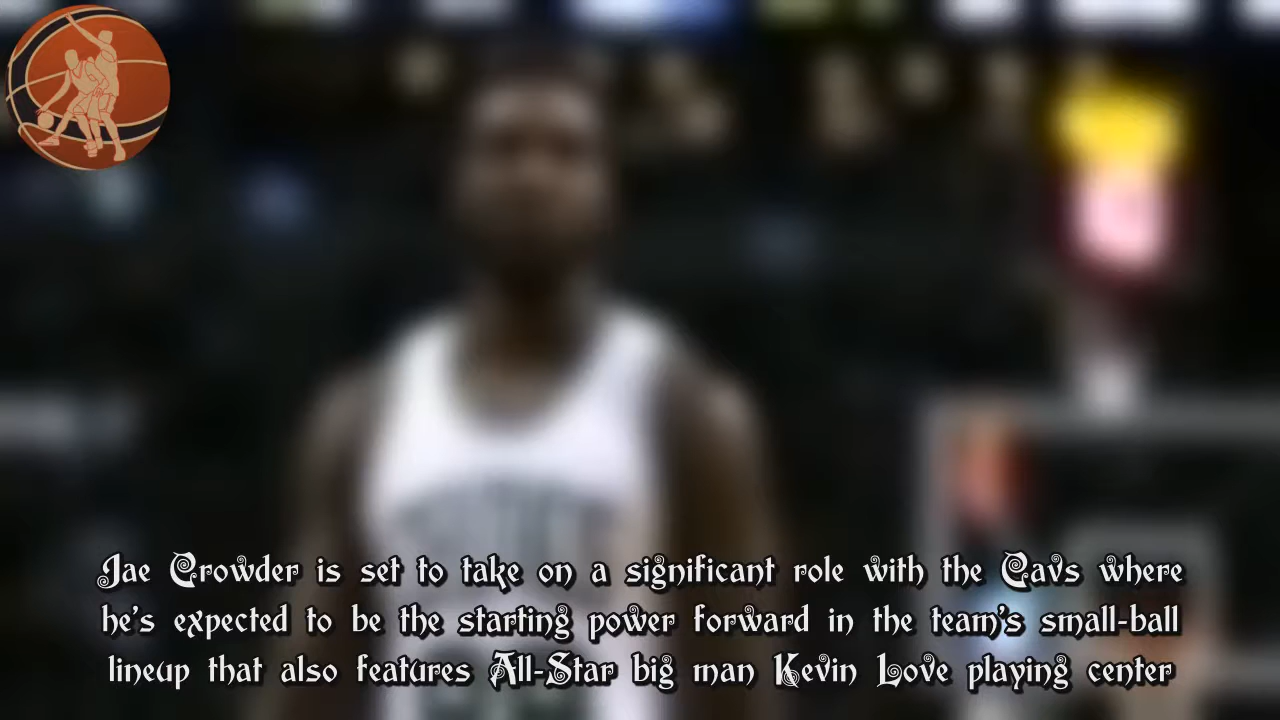 Jae Crowder is set to take on a significant role with the Cavs where
he's expected to be the starting power forward in the team's small-ball
lineup that also features All-Star big man Kevin Love playing center